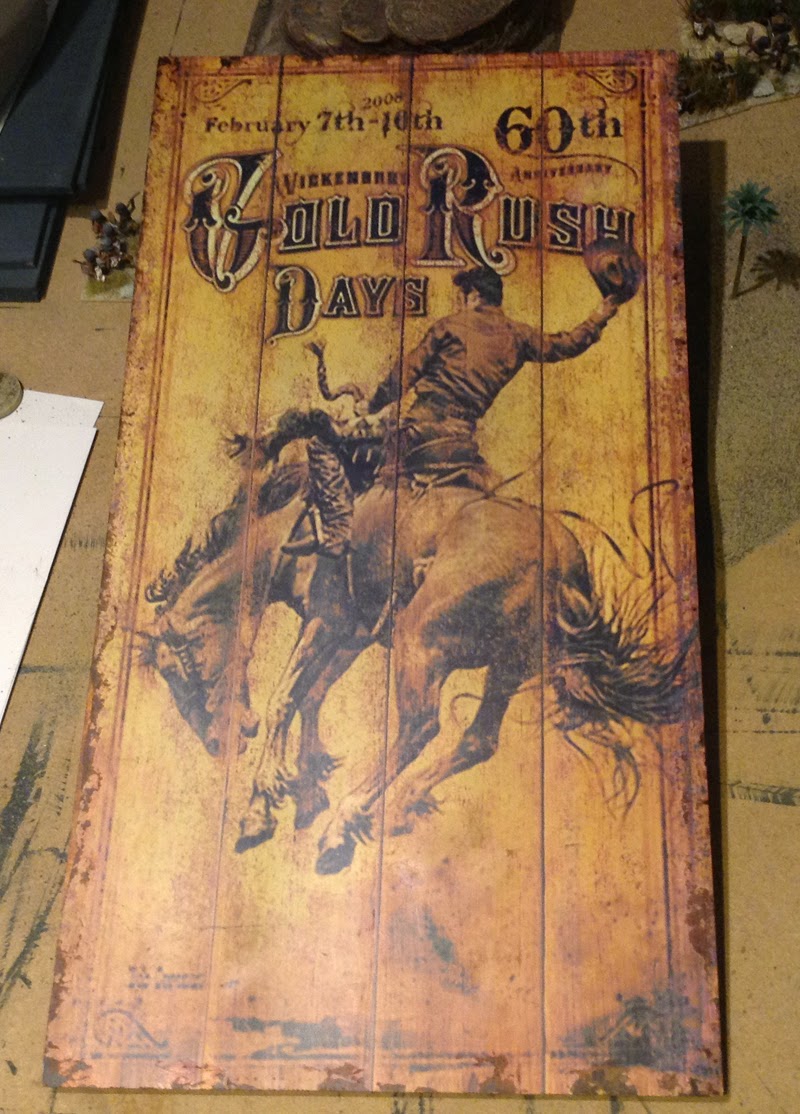 2008
February 7th-10th 60th
Wickenburg Anniversary
Gold Rush
Days